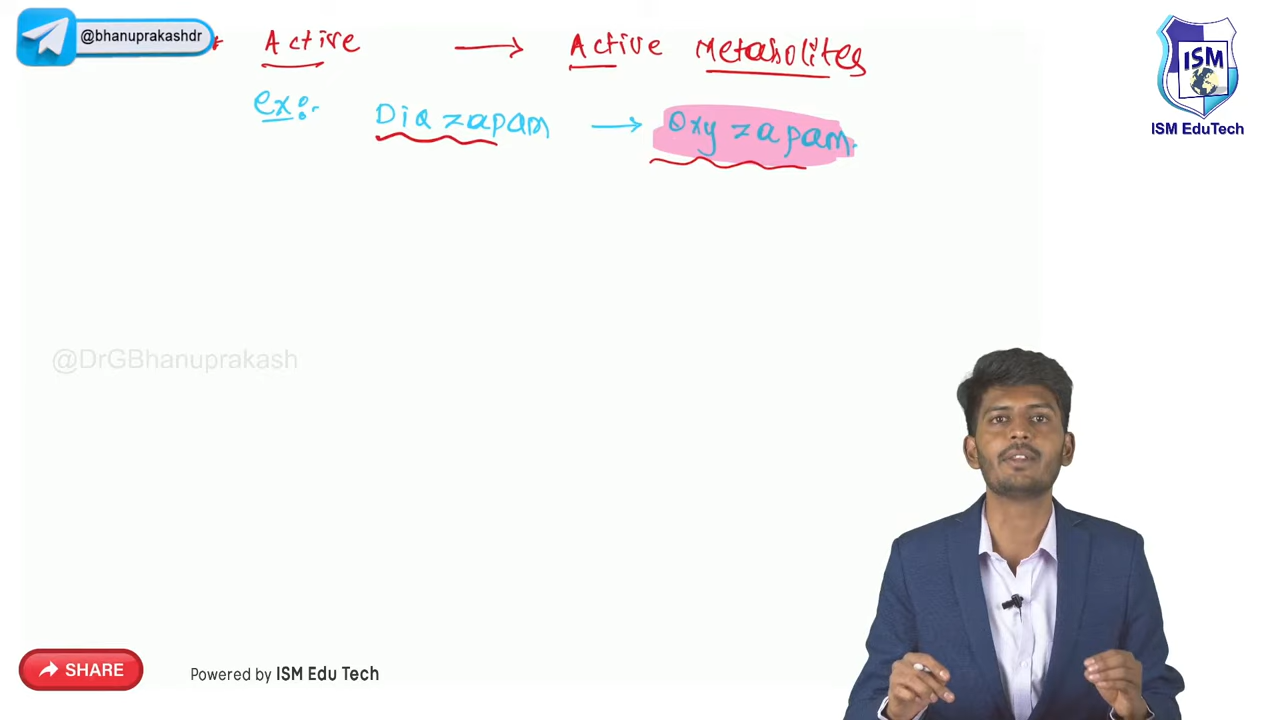 @bhanuprakashdr
Active → Active Metabolites
ex:- Diazapam → Oxyzapam.
ISM
ISM EduTech
@DrGBhanuprakash
SHARE
Powered by ISM Edu Tech